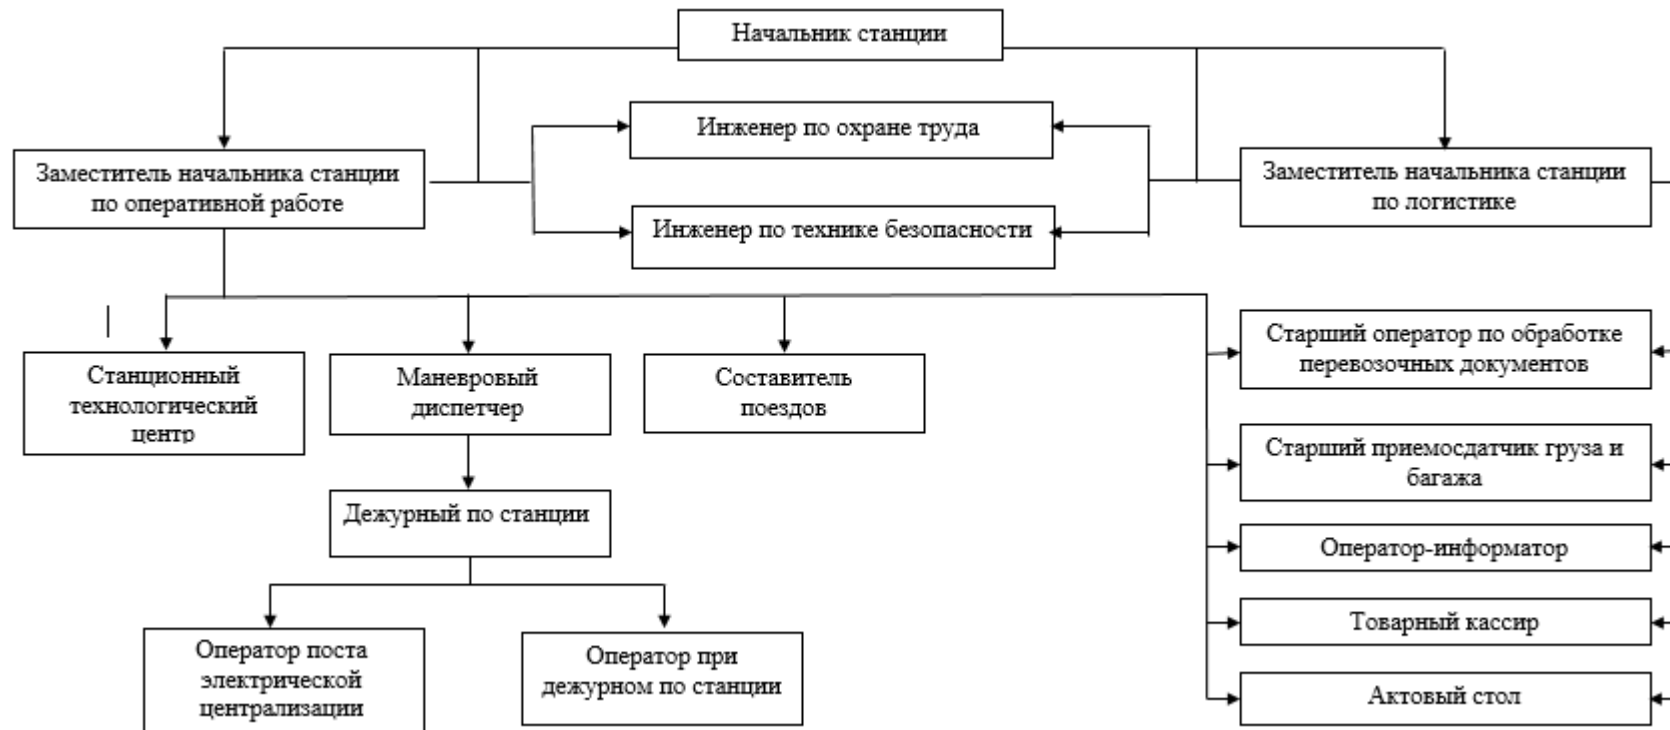 Начальник станции
Инженер по охране труда
Заместитель начальника станции
по оперативной работе
Заместитель начальника станции
по логистике
Инженер по технике безопасности
Станционный
технологический
центр
Маневровый
диспетчер
Составитель
поездов
Старший оператор по обработке
перевозочных документов
Старший приемосдатчик груза и
багажа
Дежурный по станции
Оператор-информатор
Товарный кассир
Оператор поста
электрической
централизации
Оператор при
дежурном по станции
Актовый стол